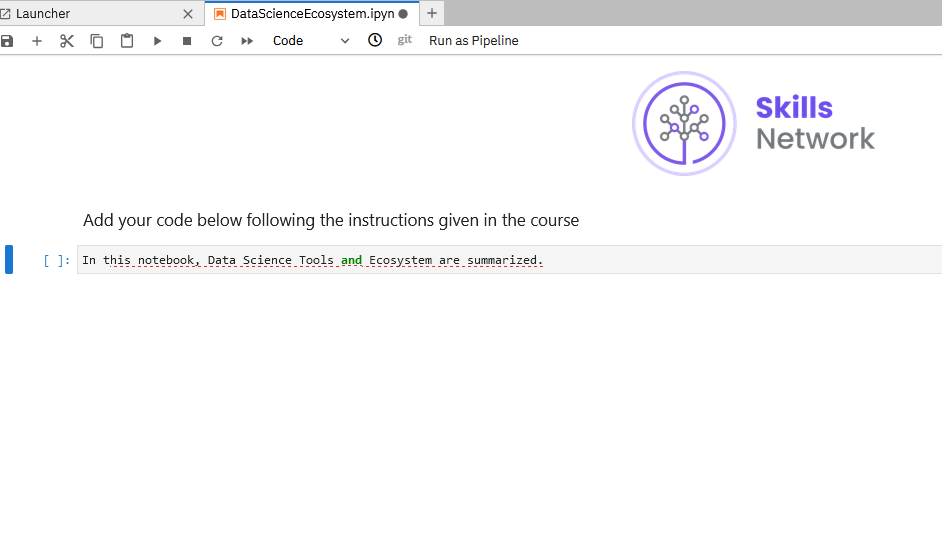 Launcher
DataScienceEcosystem.ipyn
Code
git
Run as Pipeline
Skills
Network
Add your code below following the instructions given in the course
[ ]: In this notebook, Data Science Tools and Ecosystem are summarized.